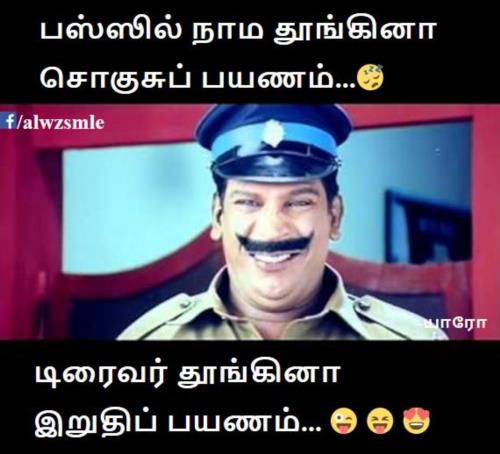 பஸ்ஸில் நாம தூங்கினா
சொகுசுப் பயணம்...😴
f/alwzsmle
யாரோ
டிரைவர் தூங்கினா
இறுதிப் பயணம்... 😜 😝 😍